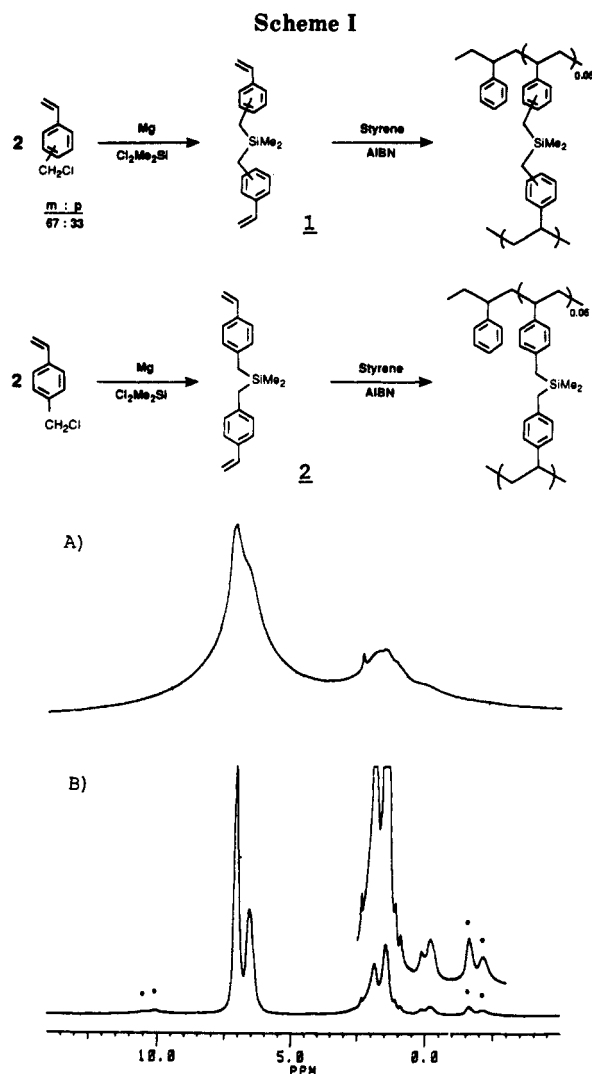 Scheme I
2
CH₂Cl
m : p
67 : 33
Mg
Cl₂Me₂Si
SiMe₂
1
Styrene
AIBN
0.05
SiMe₂
2
CH₂Cl
Mg
Cl₂Me₂Si
SiMe₂
2
Styrene
AIBN
0.05
SiMe₂
A)
B)
10.0
5.0
0.0
PPM